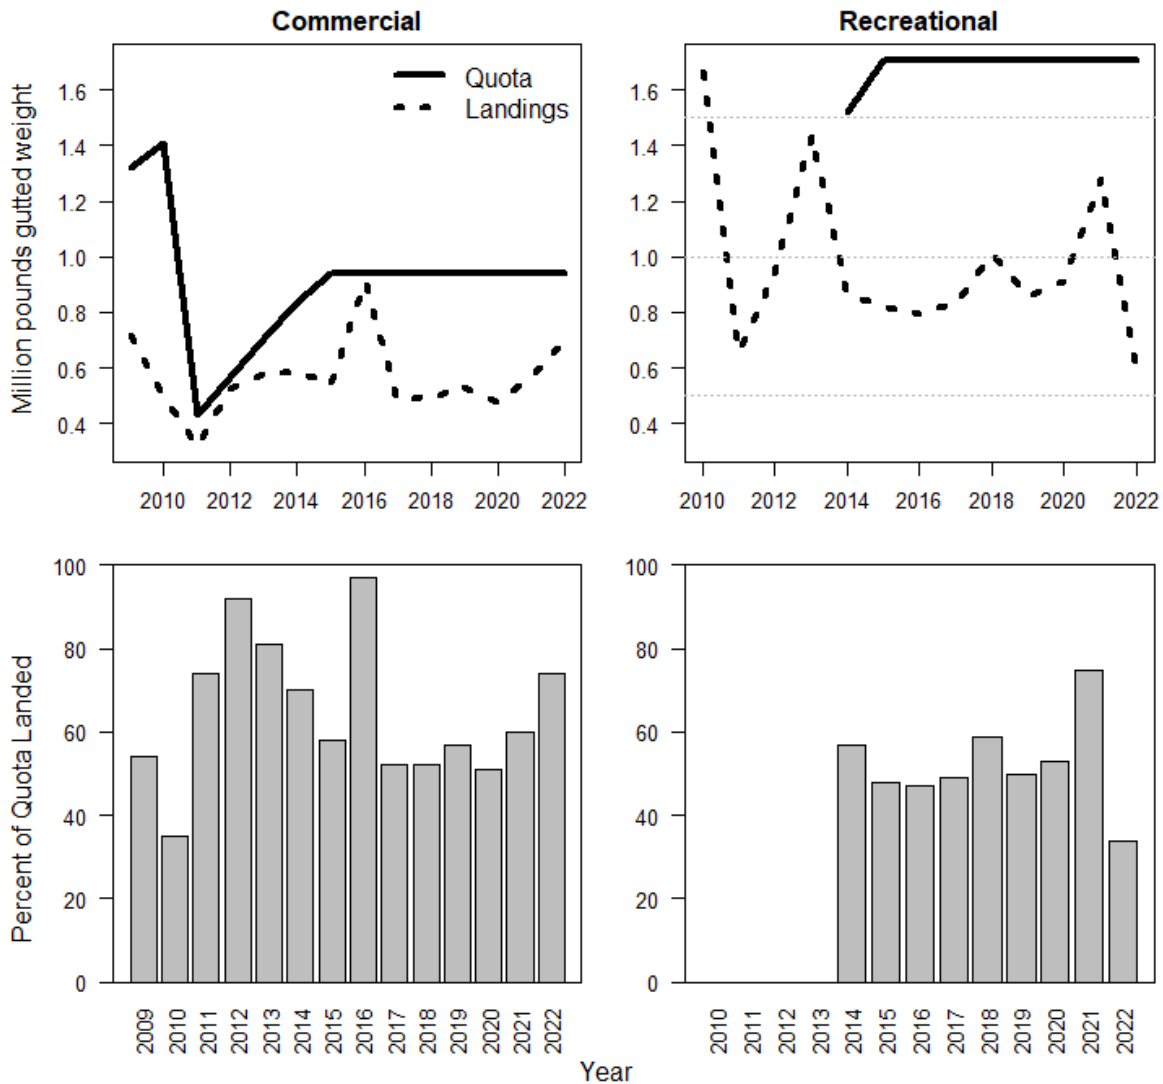 Commercial
Recreational
Million pounds gutted weight
1.6
1.4
1.2
1.0
0.8
0.6
0.4
Quota
Landings
2010 2012 2014 2016 2018 2020 2022
1.6
1.4
1.2
1.0
0.8
0.6
0.4
2010 2012 2014 2016 2018 2020 2022
Percent of Quota Landed
100
80
60
40
20
0
2009 2010 2011 2012 2013 2014 2015 2016 2017 2018 2019 2020 2021 2022
100
80
60
40
20
0
2010 2011 2012 2013 2014 2015 2016 2017 2018 2019 2020 2021 2022
Year